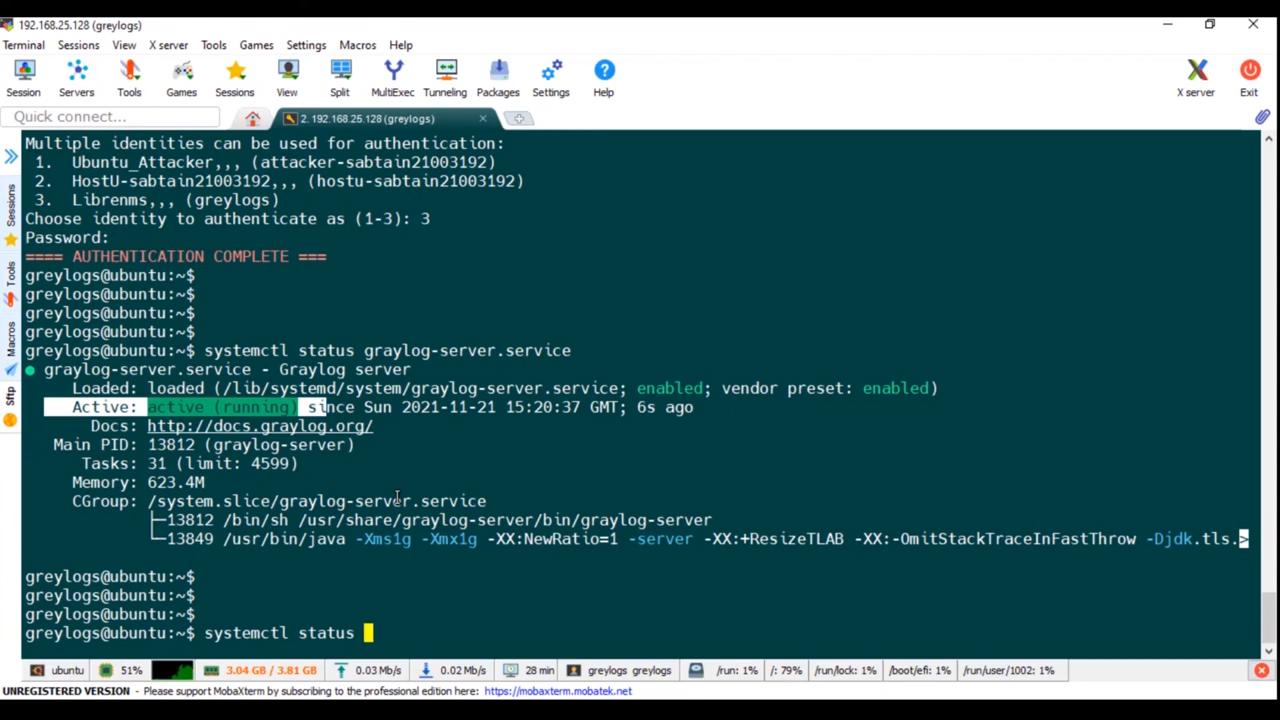 192.168.25.128 (greylogs)
Terminal Sessions View X server Tools Games Settings Macros Help
Session Servers Tools Games Sessions View Split MultiExec Tunneling Packages Settings Help X server Exit
Quick connect...
2. 192.168.25.128 (greylogs)
Sessions
Tools
Macros
Sftp
Multiple identities can be used for authentication:
1. Ubuntu_Attacker,,, (attacker-sabtain21003192)
2. HostU-sabtain21003192,,, (hostu-sabtain21003192)
3. Librenms,,, (greylogs)
Choose identity to authenticate as (1-3): 3
Password:
==== AUTHENTICATION COMPLETE ===
greylogs@ubuntu:~$
greylogs@ubuntu:~$
greylogs@ubuntu:~$
greylogs@ubuntu:~$
greylogs@ubuntu:~$ systemctl status graylog-server.service
● graylog-server.service - Graylog server
Loaded: loaded (/lib/systemd/system/graylog-server.service; enabled; vendor preset: enabled)
Active: active (running) since Sun 2021-11-21 15:20:37 GMT; 6s ago
Docs: http://docs.graylog.org/
Main PID: 13812 (graylog-server)
Tasks: 31 (limit: 4599)
Memory: 623.4M
CGroup: /system.slice/graylog-server.service
├─13812 /bin/sh /usr/share/graylog-server/bin/graylog-server
└─13849 /usr/bin/java -Xms1g -Xmx1g -XX:NewRatio=1 -server -XX:+ResizeTLAB -XX:-OmitStackTraceInFastThrow -Djdk.tls.>
greylogs@ubuntu:~$
greylogs@ubuntu:~$
greylogs@ubuntu:~$
greylogs@ubuntu:~$ systemctl status
ubuntu 51% 3.04 GB / 3.81 GB 0.03 Mb/s 0.02 Mb/s 28 min greylogs greylogs /run: 1% /: 79% /run/lock: 1% /boot/efi: 1% /run/user/1002: 1%
UNREGISTERED VERSION - Please support MobaXterm by subscribing to the professional edition here: https://mobaxterm.mobatek.net